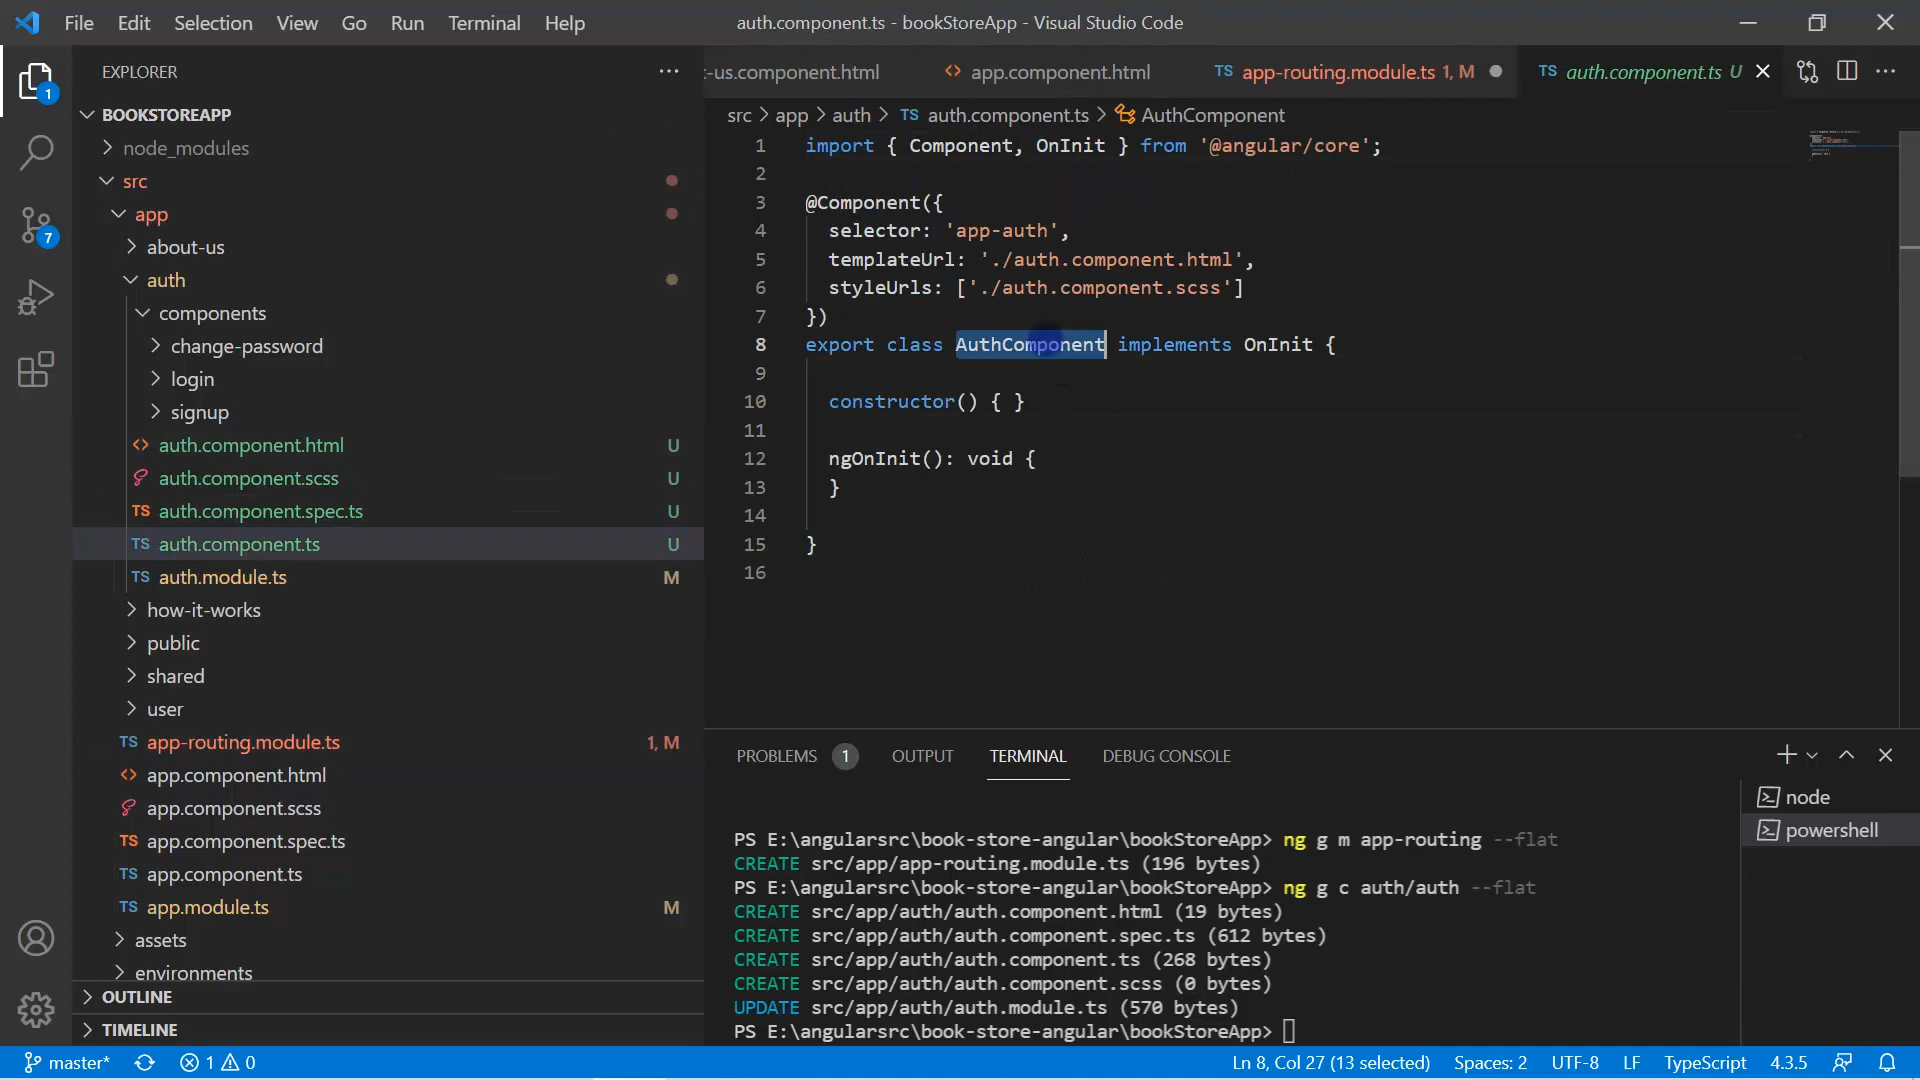 File Edit Selection View Go Run Terminal Help
auth.component.ts - bookStoreApp - Visual Studio Code
EXPLORER
BOOKSTOREAPP
node_modules
src
app
about-us
auth
components
change-password
login
signup
auth.component.html U
auth.component.scss U
TS auth.component.spec.ts U
TS auth.component.ts U
TS auth.module.ts M
how-it-works
public
shared
user
TS app-routing.module.ts 1, M
app.component.html
app.component.scss
TS app.component.spec.ts
TS app.component.ts
TS app.module.ts M
assets
environments
OUTLINE
TIMELINE
1
7
:-us.component.html
app.component.html
TS app-routing.module.ts 1, M
TS auth.component.ts U
src > app > auth > TS auth.component.ts > AuthComponent
1 import { Component, OnInit } from '@angular/core';
2
3 @Component({
4 selector: 'app-auth',
5 templateUrl: './auth.component.html',
6 styleUrls: ['./auth.component.scss']
7 })
8 export class AuthComponent implements OnInit {
9
10 constructor() { }
11
12 ngOnInit(): void {
13 }
14
15 }
16
PROBLEMS 1 OUTPUT TERMINAL DEBUG CONSOLE
node
powershell
PS E:\angularsrc\book-store-angular\bookStoreApp> ng g m app-routing --flat
CREATE src/app/app-routing.module.ts (196 bytes)
PS E:\angularsrc\book-store-angular\bookStoreApp> ng g c auth/auth --flat
CREATE src/app/auth/auth.component.html (19 bytes)
CREATE src/app/auth/auth.component.spec.ts (612 bytes)
CREATE src/app/auth/auth.component.ts (268 bytes)
CREATE src/app/auth/auth.component.scss (0 bytes)
UPDATE src/app/auth/auth.module.ts (570 bytes)
PS E:\angularsrc\book-store-angular\bookStoreApp>
master* 1 0
Ln 8, Col 27 (13 selected) Spaces: 2 UTF-8 LF TypeScript 4.3.5